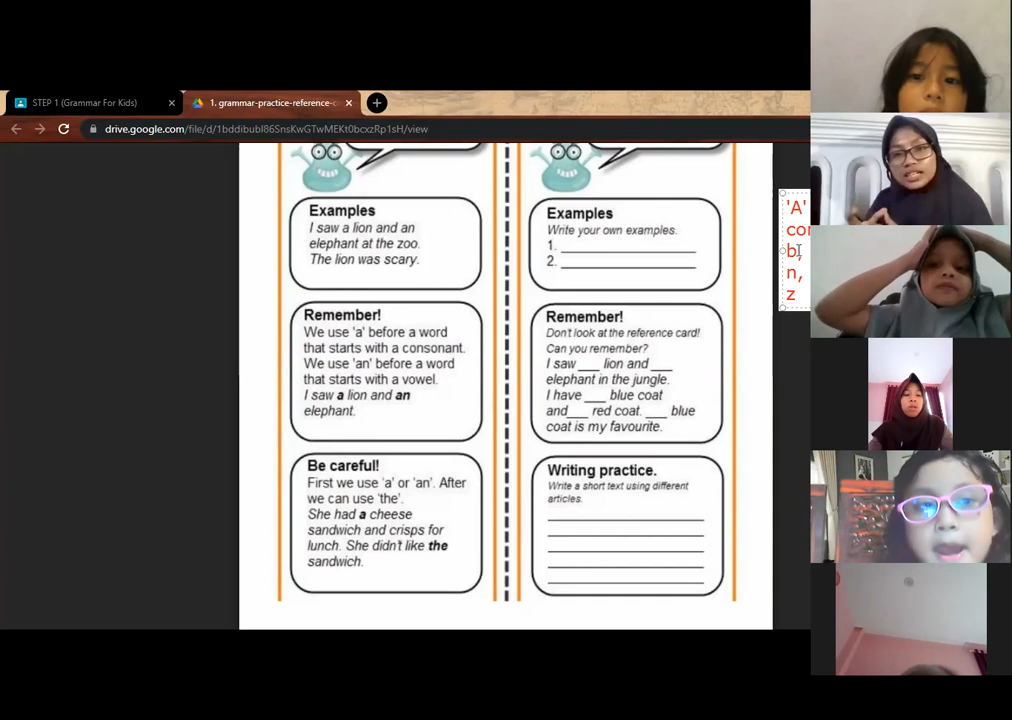 STEP 1 (Grammar For Kids)
1. grammar-practice-reference-
drive.google.com/file/d/1bddibubl86SnsKwGTwMEKt0bcxzRp1sH/view
Examples
I saw a lion and an
elephant at the zoo.
The lion was scary.
Remember!
We use 'a' before a word
that starts with a consonant.
We use 'an' before a word
that starts with a vowel.
I saw a lion and an
elephant.
Be careful!
First we use 'a' or 'an'. After
we can use 'the'.
She had a cheese
sandwich and crisps for
lunch. She didn't like the
sandwich.
Examples
Write your own examples.
1. ____
2. ____
Remember!
Don't look at the reference card!
Can you remember?
I saw ___ lion and ___
elephant in the jungle.
I have ___ blue coat
and___ red coat. ___ blue
coat is my favourite.
Writing practice.
Write a short text using different
articles.
'A'
b,
n,
z